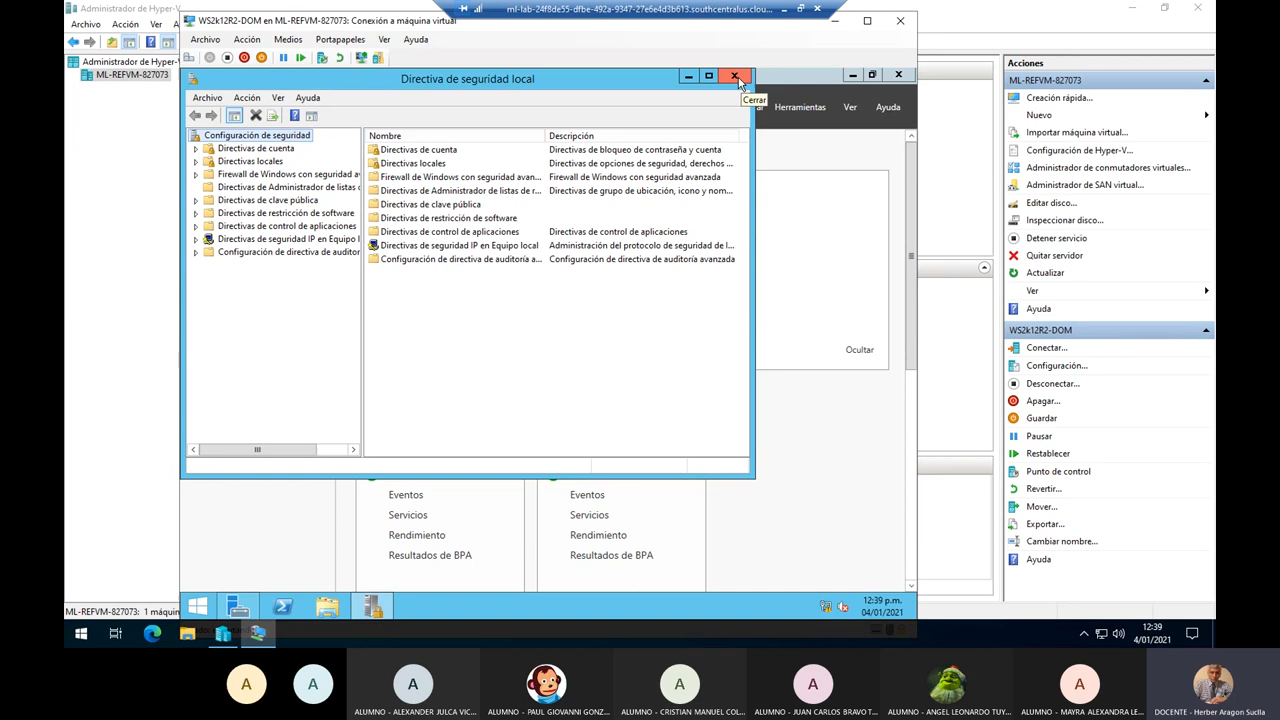 Administrador de Hyper-V
Archivo Acción Ver
Administrador de Hyper-V
ML-REFVM-827073
ml-lab-24f8de55-dfbe-492a-9347-27e6e4d3b613.southcentralus.clou...
WS2k12R2-DOM en ML-REFVM-827073: Conexión a máquina virtual
Archivo Acción Medios Portapapeles Ver Ayuda
Directiva de seguridad local
Cerrar
Archivo Acción Ver Ayuda
Herramientas Ver Ayuda
Configuración de seguridad
Directivas de cuenta
Directivas locales
Firewall de Windows con seguridad av
Directivas de Administrador de listas
Directivas de clave pública
Directivas de restricción de software
Directivas de control de aplicaciones
Directivas de seguridad IP en Equipo l
Configuración de directiva de auditor
Nombre Descripción
Directivas de cuenta Directivas de bloqueo de contraseña y cuenta
Directivas locales Directivas de opciones de seguridad, derechos ...
Firewall de Windows con seguridad avan... Firewall de Windows con seguridad avanzada
Directivas de Administrador de listas de r... Directivas de grupo de ubicación, icono y nom...
Directivas de clave pública
Directivas de restricción de software
Directivas de control de aplicaciones Directivas de control de aplicaciones
Directivas de seguridad IP en Equipo local Administración del protocolo de seguridad de I...
Configuración de directiva de auditoría a... Configuración de directiva de auditoría avanzada
Ocultar
Eventos
Servicios
Rendimiento
Resultados de BPA
Eventos
Servicios
Rendimiento
Resultados de BPA
12:39 p.m.
04/01/2021
Acciones
ML-REFVM-827073
Creación rápida...
Nuevo
Importar máquina virtual...
Configuración de Hyper-V...
Administrador de conmutadores virtuales...
Administrador de SAN virtual...
Editar disco...
Inspeccionar disco...
Detener servicio
Quitar servidor
Actualizar
Ver
Ayuda
WS2k12R2-DOM
Conectar...
Configuración...
Desconectar...
Apagar...
Guardar
Pausar
Restablecer
Punto de control
Revertir...
Mover...
Exportar...
Cambiar nombre...
Ayuda
ML-REFVM-827073: 1 máquin
12:39
4/01/2021
A A A A A A
ALUMNO - ALEXANDER JULCA VIC...
ALUMNO - PAUL GIOVANNI GONZ...
ALUMNO - CRISTIAN MANUEL COL...
ALUMNO - JUAN CARLOS BRAVO T...
ALUMNO - ANGEL LEONARDO TUY...
ALUMNO - MAYRA ALEXANDRA LE...
DOCENTE - Herber Aragon Suclla